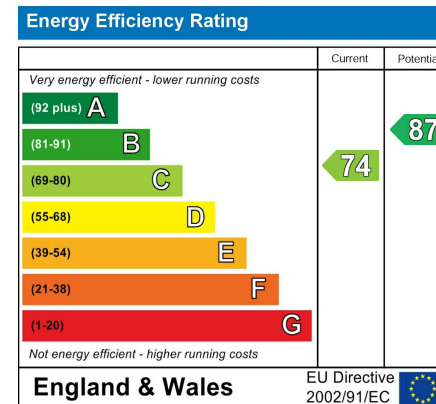 Energy Efficiency Rating
Current Potential
Very energy efficient - lower running costs
(92 plus) A
(81-91) B
87
(69-80) C
74
(55-68) D
(39-54) E
(21-38) F
(1-20) G
Not energy efficient - higher running costs
England & Wales
EU Directive
2002/91/EC